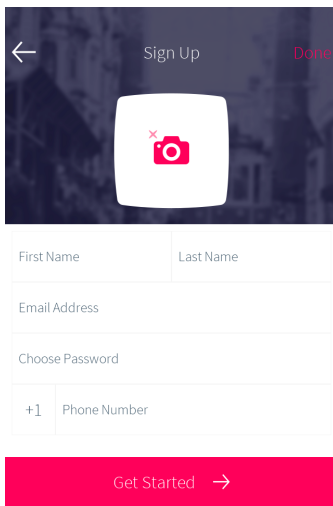 Sign Up Done
First Name Last Name
Email Address
Choose Password
+1 Phone Number
Get Started